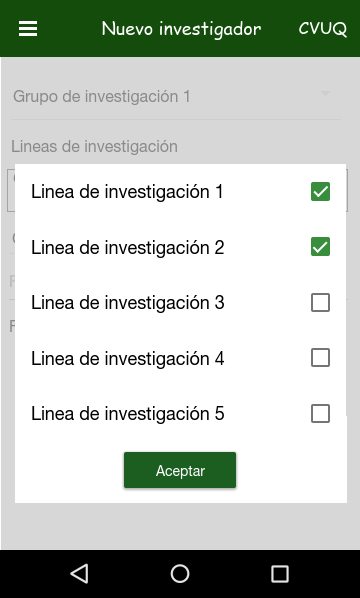 Nuevo investigador
CVUQ
Grupo de investigación 1
Lineas de investigación
Linea de investigación 1
Linea de investigación 2
Linea de investigación 3
Linea de investigación 4
Linea de investigación 5
Aceptar